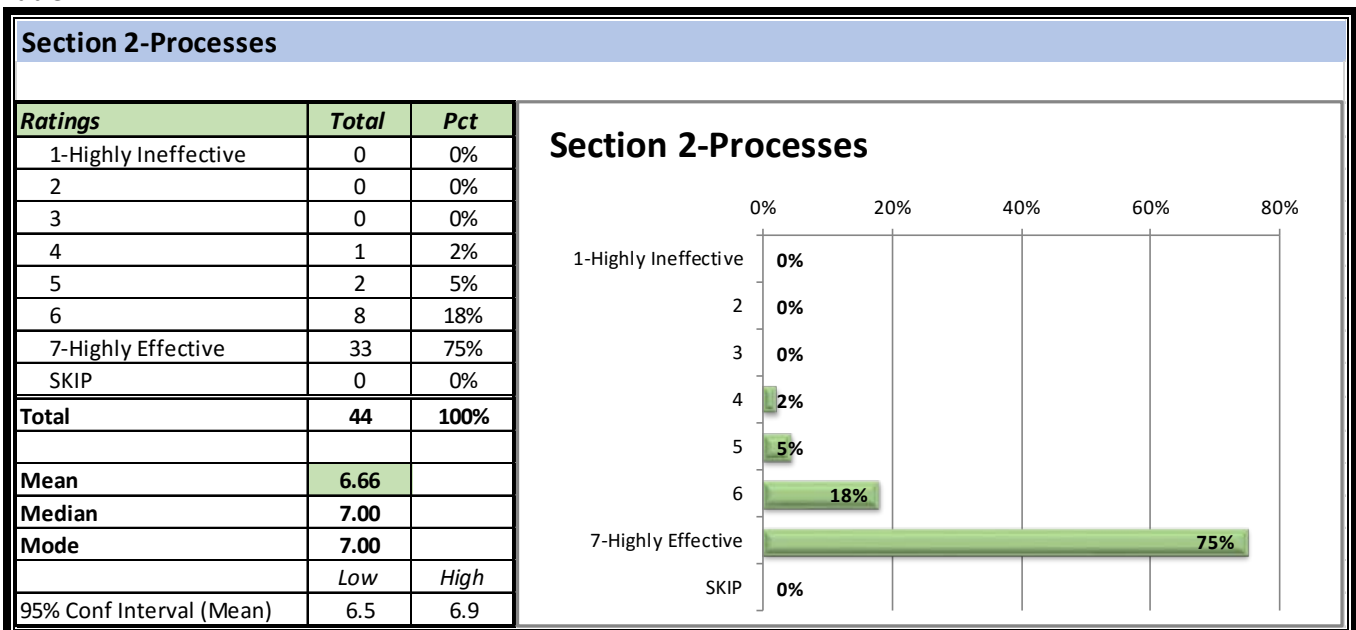 Section 2-Processes
Ratings Total Pct
1-Highly Ineffective 0 0%
2 0 0%
3 0 0%
4 1 2%
5 2 5%
6 8 18%
7-Highly Effective 33 75%
SKIP 0 0%
Total 44 100%
Mean 6.66
Median 7.00
Mode 7.00
Low High
95% Conf Interval (Mean) 6.5 6.9
Section 2-Processes
0% 20% 40% 60% 80%
1-Highly Ineffective 0%
2 0%
3 0%
4 2%
5 5%
6 18%
7-Highly Effective 75%
SKIP 0%